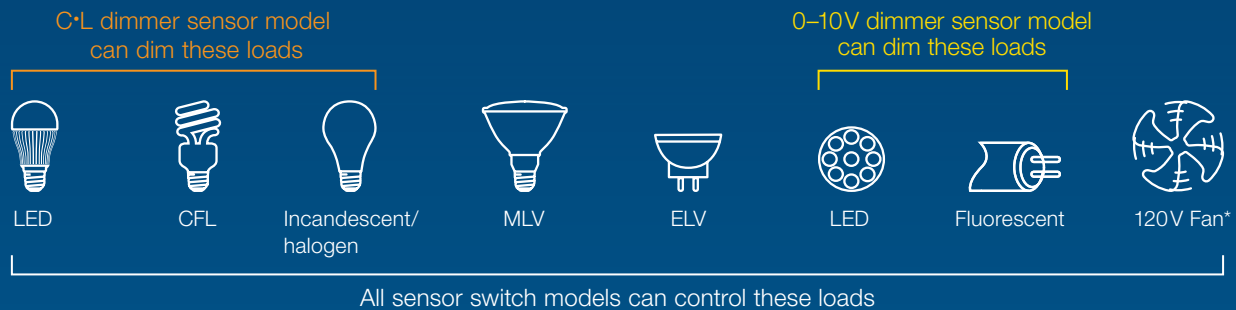 C•L dimmer sensor model
can dim these loads
0–10V dimmer sensor model
can dim these loads
LED
CFL
Incandescent/
halogen
MLV
ELV
LED
Fluorescent
120V Fan*
All sensor switch models can control these loads